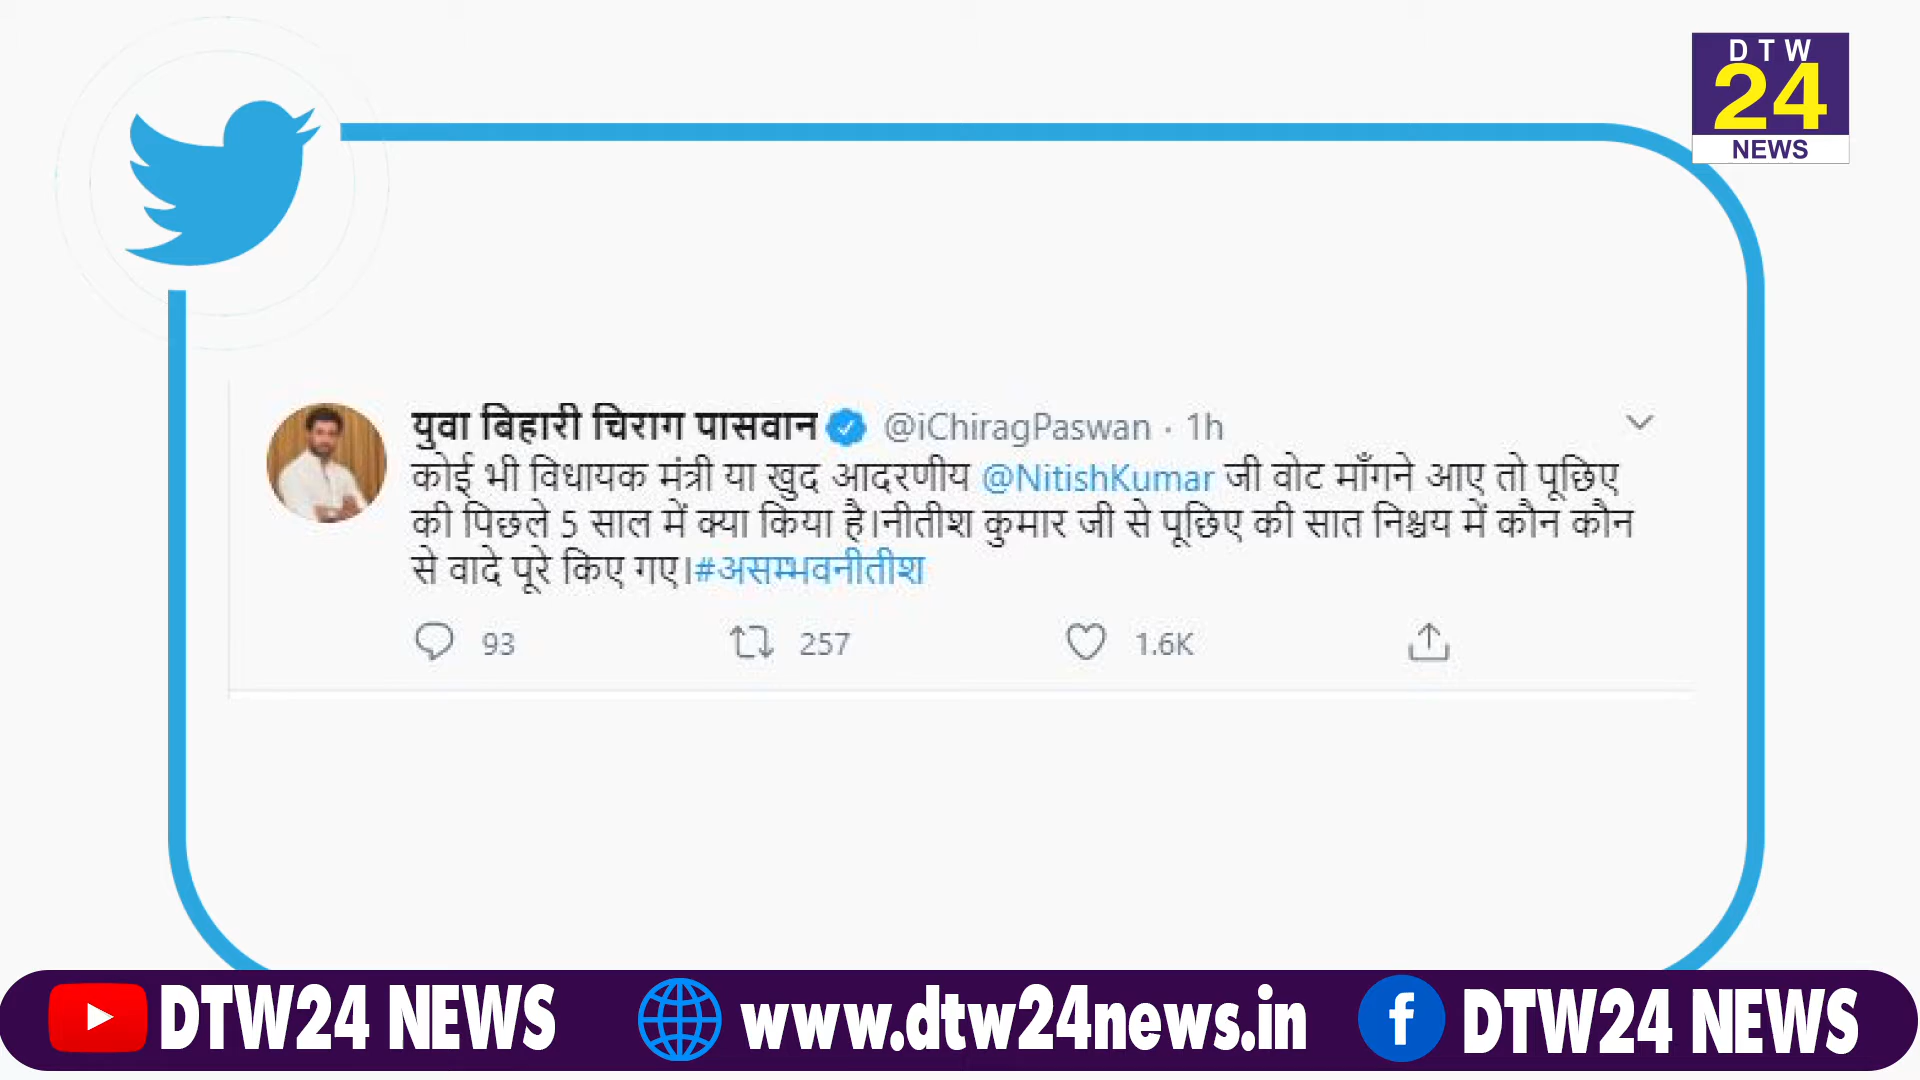 DTW
24
NEWS
युवा बिहारी चिराग पासवान @iChiragPaswan · 1h
कोई भी विधायक मंत्री या खुद आदरणीय @NitishKumar जी वोट माँगने आए तो पूछिए
की पिछले 5 साल में क्या किया है।नीतीश कुमार जी से पूछिए की सात निश्चय में कौन कौन
से वादे पूरे किए गए।#असम्भवनीतीश
93 257 1.6K
DTW24 NEWS www.dtw24news.in DTW24 NEWS